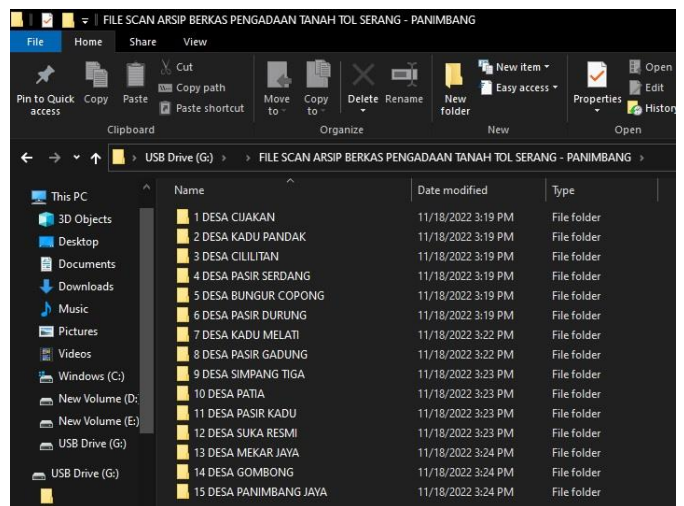 FILE SCAN ARSIP BERKAS PENGADAAN TANAH TOL SERANG - PANIMBANG
File Home Share View
Pin to Quick access
Copy
Paste
Cut
Copy path
Paste shortcut
Clipboard
Move to
Copy to
Delete
Rename
Organize
New folder
New item
Easy access
New
Properties
Open
Edit
History
Open
USB Drive (G:) > > FILE SCAN ARSIP BERKAS PENGADAAN TANAH TOL SERANG - PANIMBANG >
This PC
3D Objects
Desktop
Documents
Downloads
Music
Pictures
Videos
Windows (C:)
New Volume (D:
New Volume (E:)
USB Drive (G:)
USB Drive (G:)
Name Date modified Type
1 DESA CIJAKAN 11/18/2022 3:19 PM File folder
2 DESA KADU PANDAK 11/18/2022 3:19 PM File folder
3 DESA CILILITAN 11/18/2022 3:19 PM File folder
4 DESA PASIR SERDANG 11/18/2022 3:19 PM File folder
5 DESA BUNGUR COPONG 11/18/2022 3:19 PM File folder
6 DESA PASIR DURUNG 11/18/2022 3:19 PM File folder
7 DESA KADU MELATI 11/18/2022 3:22 PM File folder
8 DESA PASIR GADUNG 11/18/2022 3:22 PM File folder
9 DESA SIMPANG TIGA 11/18/2022 3:23 PM File folder
10 DESA PATIA 11/18/2022 3:23 PM File folder
11 DESA PASIR KADU 11/18/2022 3:23 PM File folder
12 DESA SUKA RESMI 11/18/2022 3:23 PM File folder
13 DESA MEKAR JAYA 11/18/2022 3:24 PM File folder
14 DESA GOMBONG 11/18/2022 3:24 PM File folder
15 DESA PANIMBANG JAYA 11/18/2022 3:24 PM File folder